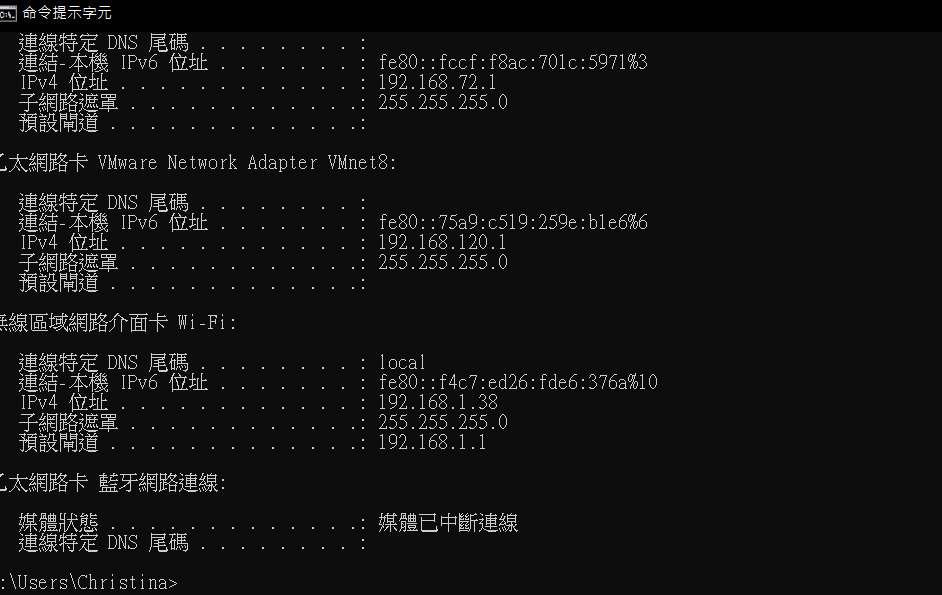 命令提示字元
連線特定 DNS 尾碼 . . . . . . . . :
連結-本機 IPv6 位址 . . . . . . . : fe80::fccf:f8ac:701c:5971%3
IPv4 位址 . . . . . . . . . . . . : 192.168.72.1
子網路遮罩 . . . . . . . . . . . .: 255.255.255.0
預設閘道 . . . . . . . . . . . . .:
乙太網路卡 VMware Network Adapter VMnet8:
連線特定 DNS 尾碼 . . . . . . . . :
連結-本機 IPv6 位址 . . . . . . . : fe80::75a9:c519:259e:b1e6%6
IPv4 位址 . . . . . . . . . . . . : 192.168.120.1
子網路遮罩 . . . . . . . . . . . .: 255.255.255.0
預設閘道 . . . . . . . . . . . . .:
無線區域網路介面卡 Wi-Fi:
連線特定 DNS 尾碼 . . . . . . . . : local
連結-本機 IPv6 位址 . . . . . . . : fe80::f4c7:ed26:fde6:376a%10
IPv4 位址 . . . . . . . . . . . . : 192.168.1.38
子網路遮罩 . . . . . . . . . . . .: 255.255.255.0
預設閘道 . . . . . . . . . . . . .: 192.168.1.1
乙太網路卡 藍牙網路連線:
媒體狀態 . . . . . . . . . . . . .: 媒體已中斷連線
連線特定 DNS 尾碼 . . . . . . . . :
:\Users\Christina>